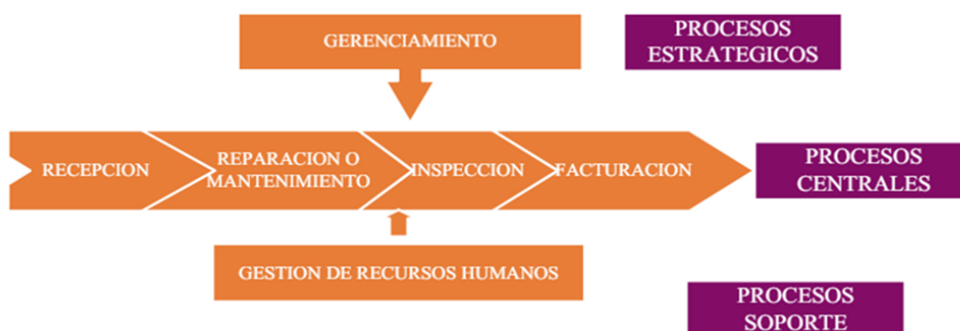 GERENCIAMIENTO
PROCESOS
ESTRATEGICOS
RECEPCION
REPARACION O
MANTENIMIENTO
INSPECCION
FACTURACION
PROCESOS
CENTRALES
GESTION DE RECURSOS HUMANOS
PROCESOS
SOPORTE